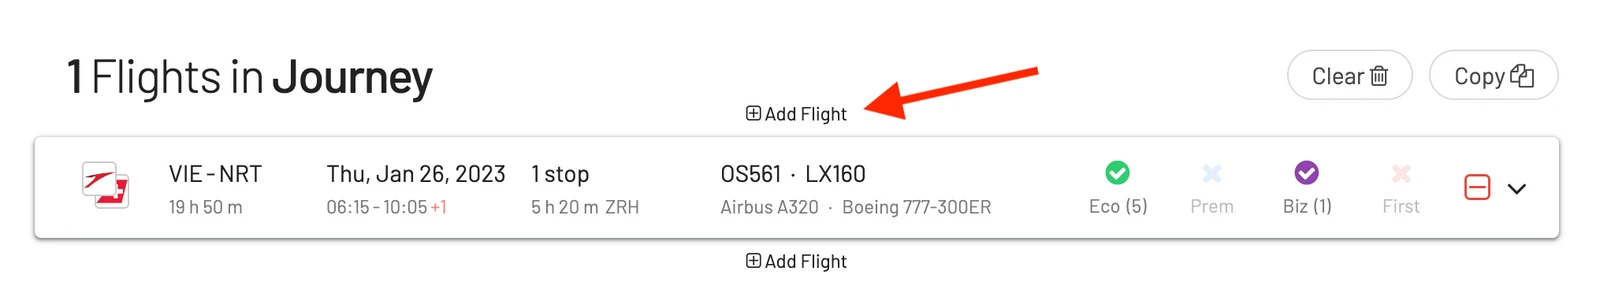 1 Flights in Journey
Clear
Copy
Add Flight
VIE - NRT Thu, Jan 26, 2023 1 stop OS561 · LX160
19 h 50 m 06:15 - 10:05 +1 5 h 20 m ZRH Airbus A320 · Boeing 777-300ER Eco (5) Prem Biz (1) First
Add Flight